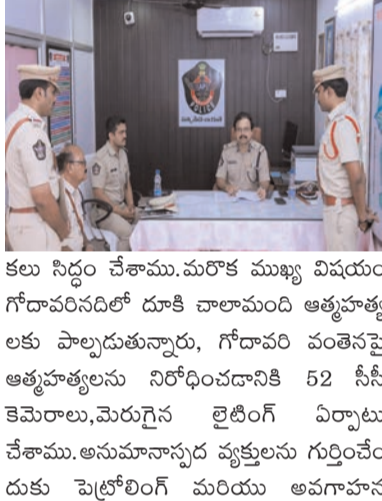 POLICE
కలు సిద్ధం చేశాము.మరొక ముఖ్య విషయం
గోదావరినదిలో దూకి చాలామంది ఆత్మహత్య
లకు పాల్పడుతున్నారు, గోదావరి వంతెనపై
ఆత్మహత్యలను నిరోధించడానికి 52 సీసీ
కెమెరాలు,మెరుగైన లైటింగ్ ఏర్పాటు
చేశాము.అనుమానాస్పద వ్యక్తులను గుర్తించేం
దుకు పెట్రోలింగ్ మరియు అవగాహన